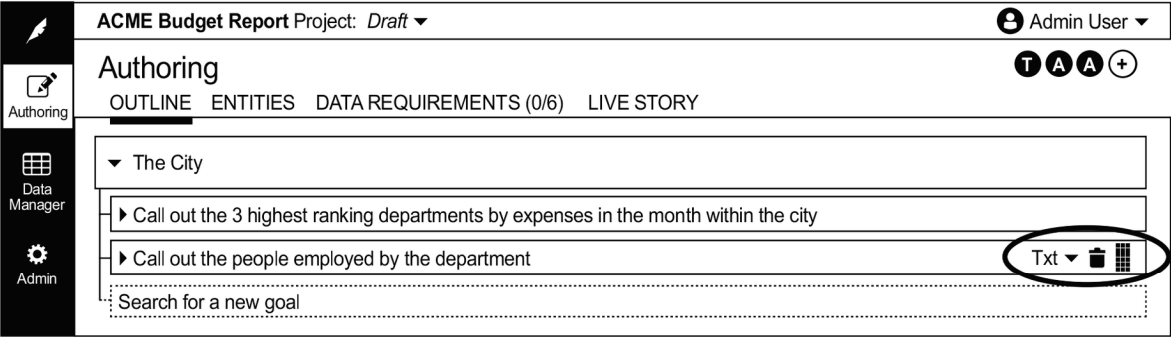 ACME Budget Report Project: Draft
Admin User
Authoring
T A A +
OUTLINE ENTITIES DATA REQUIREMENTS (0/6) LIVE STORY
Authoring
The City
Data
Manager
Call out the 3 highest ranking departments by expenses in the month within the city
Call out the people employed by the department
Txt
Admin
Search for a new goal